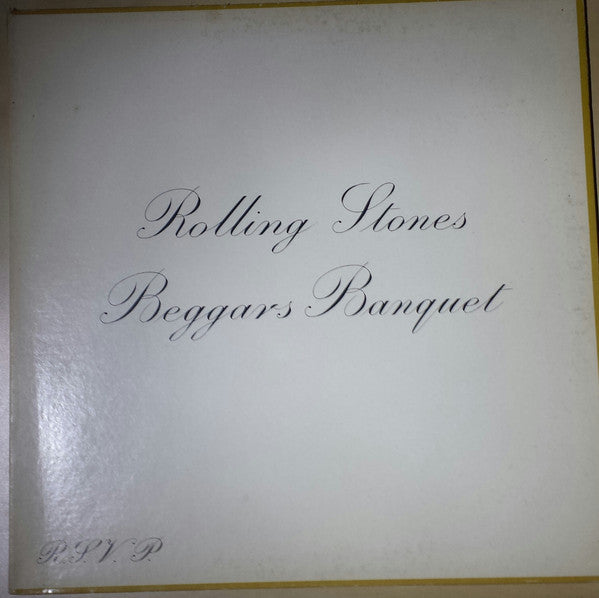 Rolling Stones
Beggars Banquet
R.S.V.P.